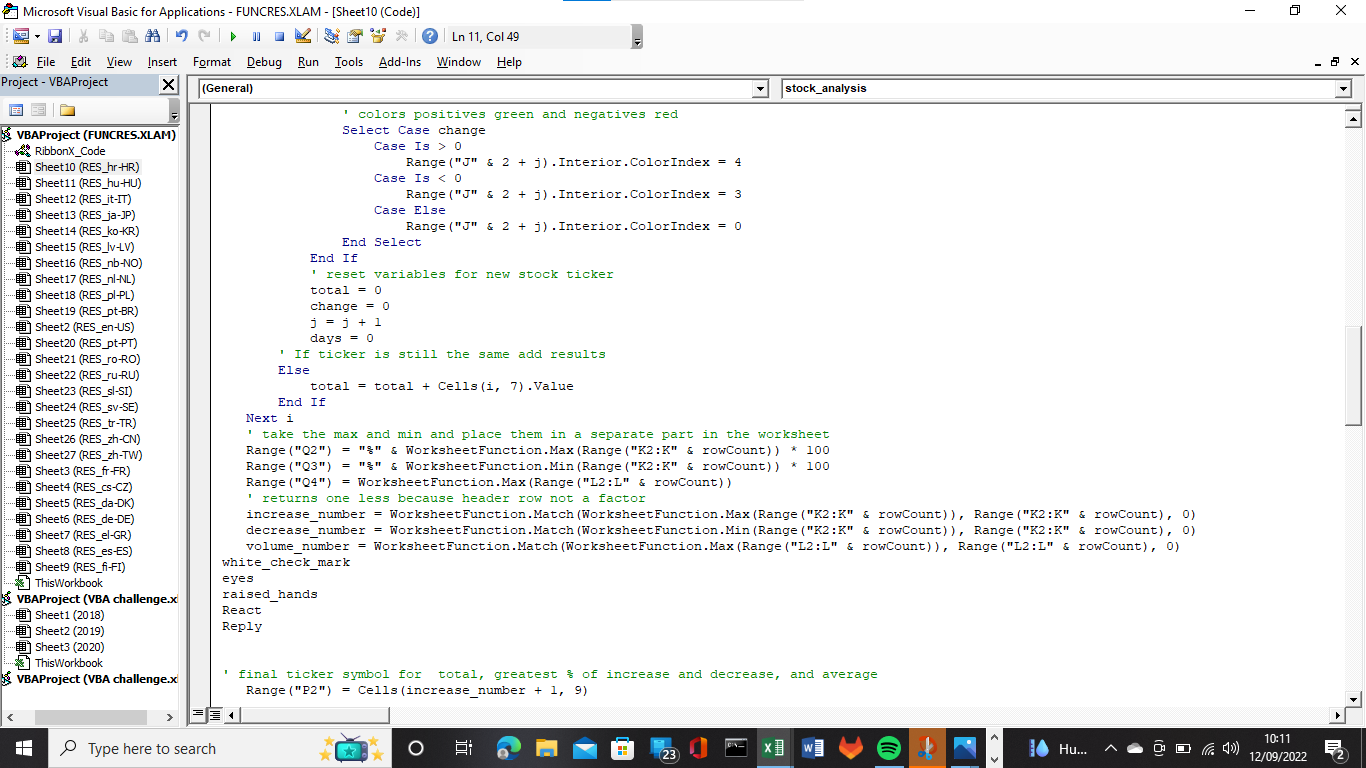 Microsoft Visual Basic for Applications - FUNCRES.XLAM - [Sheet10 (Code)]
Ln 11, Col 49
File Edit View Insert Format Debug Run Tools Add-Ins Window Help
Project - VBAProject
(General)
stock_analysis
VBAProject (FUNCRES.XLAM)
RibbonX_Code
Sheet10 (RES_hr-HR)
Sheet11 (RES_hu-HU)
Sheet12 (RES_it-IT)
Sheet13 (RES_ja-JP)
Sheet14 (RES_ko-KR)
Sheet15 (RES_lv-LV)
Sheet16 (RES_nb-NO)
Sheet17 (RES_nl-NL)
Sheet18 (RES_pl-PL)
Sheet19 (RES_pt-BR)
Sheet2 (RES_en-US)
Sheet20 (RES_pt-PT)
Sheet21 (RES_ro-RO)
Sheet22 (RES_ru-RU)
Sheet23 (RES_sl-SI)
Sheet24 (RES_sv-SE)
Sheet25 (RES_tr-TR)
Sheet26 (RES_zh-CN)
Sheet27 (RES_zh-TW)
Sheet3 (RES_fr-FR)
Sheet4 (RES_cs-CZ)
Sheet5 (RES_da-DK)
Sheet6 (RES_de-DE)
Sheet7 (RES_el-GR)
Sheet8 (RES_es-ES)
Sheet9 (RES_fi-FI)
ThisWorkbook
VBAProject (VBA challenge.x
Sheet1 (2018)
Sheet2 (2019)
Sheet3 (2020)
ThisWorkbook
VBAProject (VBA challenge.x
' colors positives green and negatives red
Select Case change
Case Is > 0
Range("J" & 2 + j).Interior.ColorIndex = 4
Case Is < 0
Range("J" & 2 + j).Interior.ColorIndex = 3
Case Else
Range("J" & 2 + j).Interior.ColorIndex = 0
End Select
End If
' reset variables for new stock ticker
total = 0
change = 0
j = j + 1
days = 0
' If ticker is still the same add results
Else
total = total + Cells(i, 7).Value
End If
Next i
' take the max and min and place them in a separate part in the worksheet
Range("Q2") = "%" & WorksheetFunction.Max(Range("K2:K" & rowCount)) * 100
Range("Q3") = "%" & WorksheetFunction.Min(Range("K2:K" & rowCount)) * 100
Range("Q4") = WorksheetFunction.Max(Range("L2:L" & rowCount))
' returns one less because header row not a factor
increase_number = WorksheetFunction.Match(WorksheetFunction.Max(Range("K2:K" & rowCount)), Range("K2:K" & rowCount), 0)
decrease_number = WorksheetFunction.Match(WorksheetFunction.Min(Range("K2:K" & rowCount)), Range("K2:K" & rowCount), 0)
volume_number = WorksheetFunction.Match(WorksheetFunction.Max(Range("L2:L" & rowCount)), Range("L2:L" & rowCount), 0)
white_check_mark
eyes
raised_hands
React
Reply
' final ticker symbol for  total, greatest % of increase and decrease, and average
Range("P2") = Cells(increase_number + 1, 9)
Type here to search
23
Hu...
10:11
12/09/2022
2